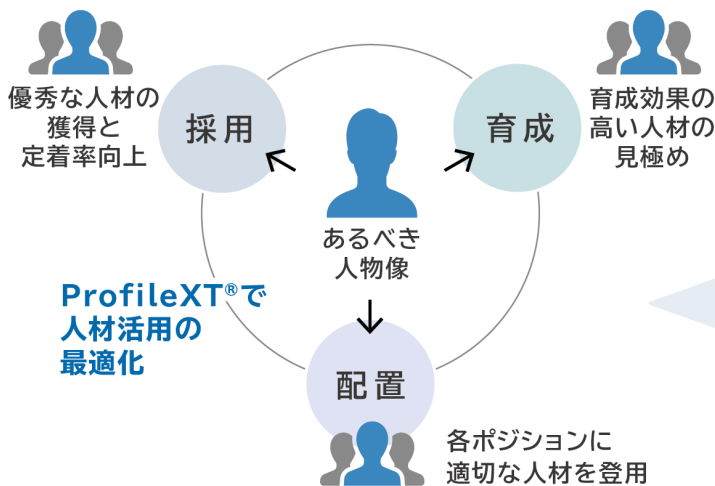 優秀な人材の
獲得と
定着率向上
採用
育成
育成効果の
高い人材の
見極め
あるべき
人物像
ProfileXT®で
人材活用の
最適化
配置
各ポジションに
適切な人材を登用